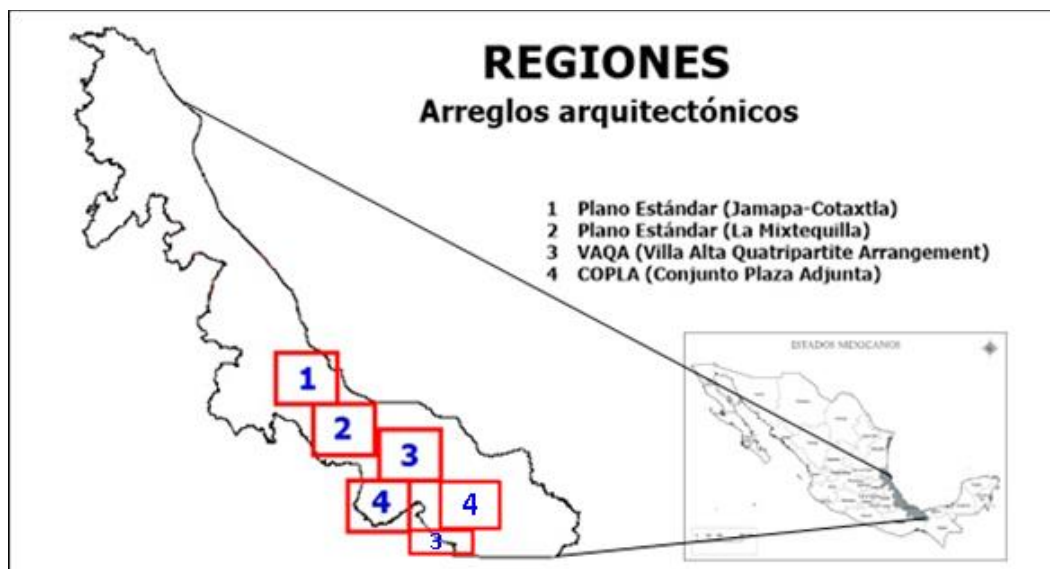 REGIONES
Arreglos arquitectónicos
1 Plano Estándar (Jamapa-Cotaxtla)
2 Plano Estándar (La Mixtequilla)
3 VAQA (Villa Alta Quatripartite Arrangement)
4 COPLA (Conjunto Plaza Adjunta)
ESTADOS MEXICANOS
1
2
3
4
4
3